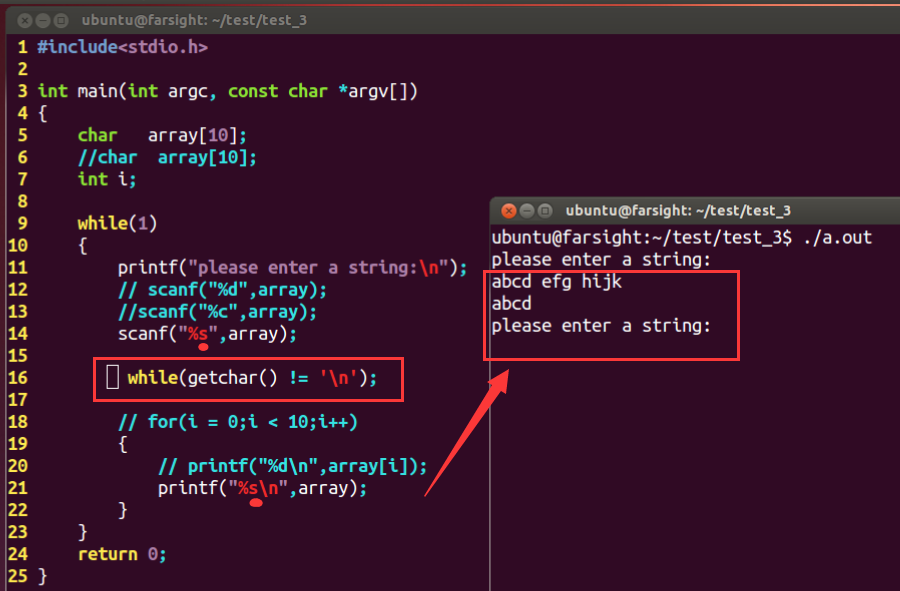 ubuntu@farsight: ~/test/test_3
1 #include<stdio.h>
2
3 int main(int argc, const char *argv[])
4 {
5     char   array[10];
6     //char  array[10];
7     int i;
8
9     while(1)
10     {
11         printf("please enter a string:\n");
12         // scanf("%d",array);
13         //scanf("%c",array);
14         scanf("%s",array);
15
16          while(getchar() != '\n');
17
18         // for(i = 0;i < 10;i++)
19         {
20             // printf("%d\n",array[i]);
21             printf("%s\n",array);
22         }
23     }
24     return 0;
25 }
ubuntu@farsight: ~/test/test_3
ubuntu@farsight:~/test/test_3$ ./a.out
please enter a string:
abcd efg hijk
abcd
please enter a string: